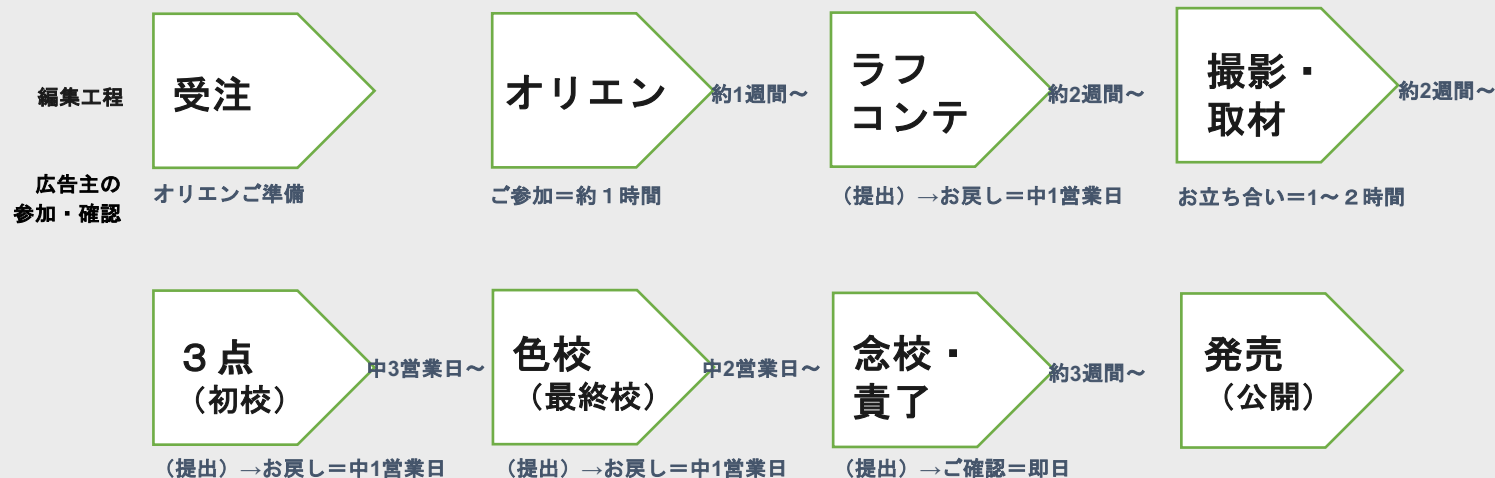 編集工程
受注
オリエン
約1週間～
ラフ
コンテ
約2週間～
撮影・
取材
約2週間～
広告主の
参加・確認
オリエンご準備
ご参加＝約１時間
（提出）→お戻し＝中1営業日
お立ち合い＝1～２時間
３点
（初校）
中3営業日～
色校
（最終校）
中2営業日～
念校・
責了
約3週間～
発売
（公開）
（提出）→お戻し＝中1営業日
（提出）→お戻し＝中1営業日
（提出）→ご確認＝即日